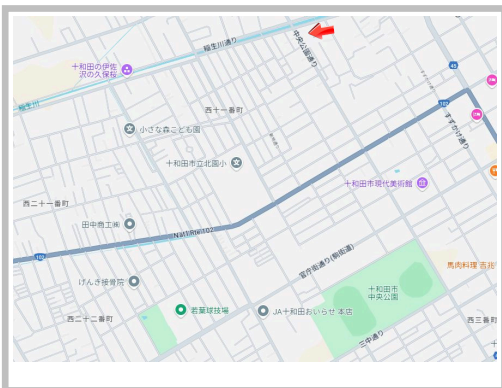 稲生川通り
中央公園通り
十和田の伊佐
沢の久保桜
45
稲生川
102
西十一番町
小さな森こども園
すずかけ通り
十和田市立北園小
十和田市現代美術館
西二十一番町
田中商工㈱
Nat'l Rte 102
102
官庁街通り(駒街道)
馬肉料理 吉兆
げんき接骨院
十和田市
中央公園
若葉球技場
JA十和田おいらせ 本店
西二十二番町
西三番町
三中通り
十